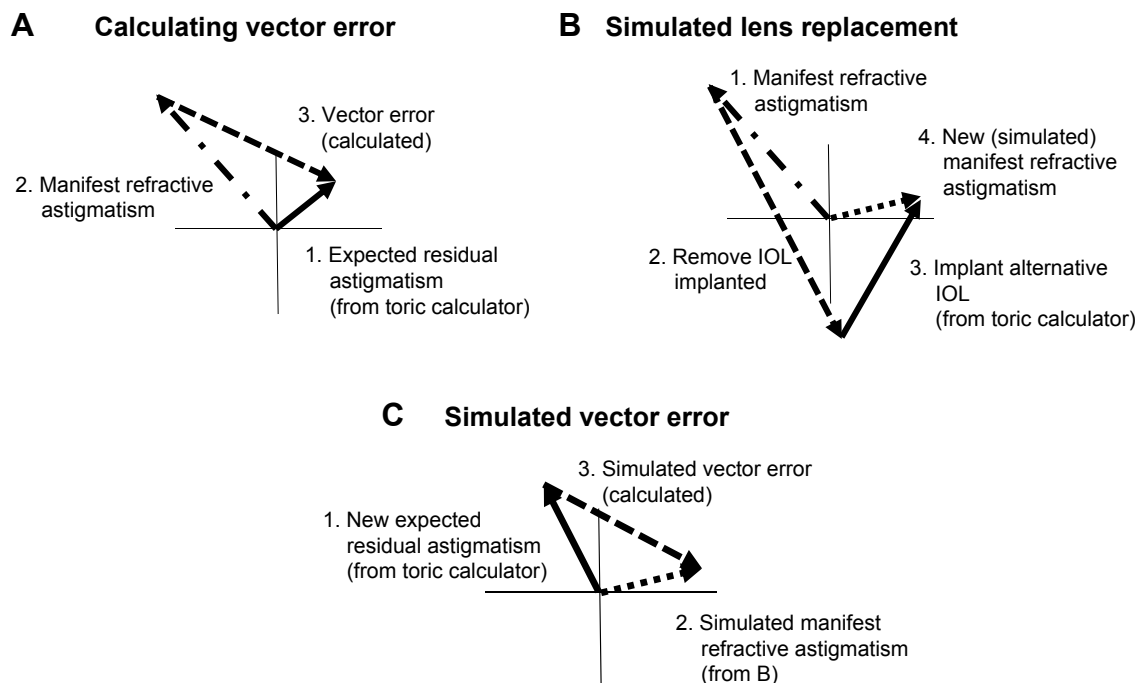 A Calculating vector error
3. Vector error
(calculated)
2. Manifest refractive
astigmatism
1. Expected residual
astigmatism
(from toric calculator)
B Simulated lens replacement
1. Manifest refractive
astigmatism
4. New (simulated)
manifest refractive
astigmatism
2. Remove IOL
implanted
3. Implant alternative
IOL
(from toric calculator)
C Simulated vector error
3. Simulated vector error
(calculated)
1. New expected
residual astigmatism
(from toric calculator)
2. Simulated manifest
refractive astigmatism
(from B)